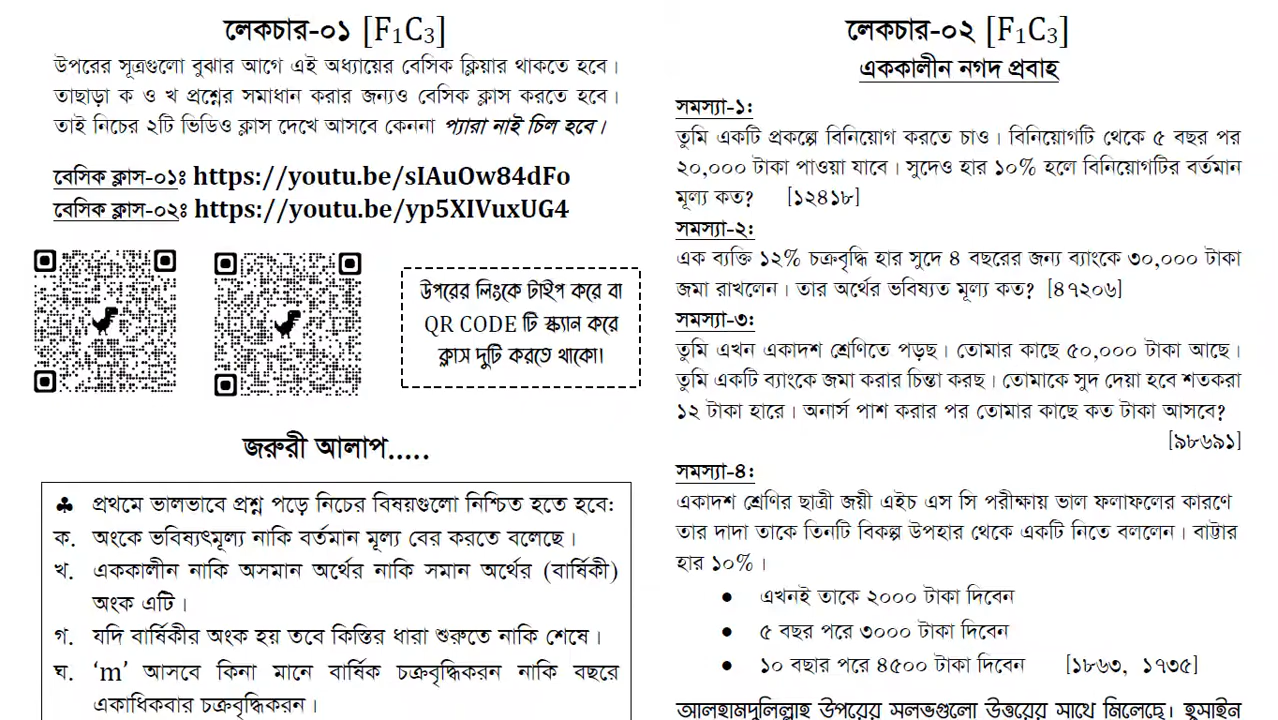 লেকচার-০১ [F₁C₃]
উপরের সূত্রগুলো বুঝার আগে এই অধ্যায়ের বেসিক ক্লিয়ার থাকতে হবে।
তাছাড়া ক ও খ প্রশ্নের সমাধান করার জন্যও বেসিক ক্লাস করতে হবে।
তাই নিচের ২টি ভিডিও ক্লাস দেখে আসবে কেননা প্যারা নাই চিল হবে।
বেসিক ক্লাস-০১ঃ https://youtu.be/sIAuOw84dFo
বেসিক ক্লাস-০২ঃ https://youtu.be/yp5XIVuxUG4
উপরের লিংকে টাইপ করে বা
QR CODE টি স্ক্যান করে
ক্লাস দুটি করতে থাকো।
জরুরী আলাপ.....
♣ প্রথমে ভালভাবে প্রশ্ন পড়ে নিচের বিষয়গুলো নিশ্চিত হতে হবে:
ক. অংকে ভবিষ্যৎমূল্য নাকি বর্তমান মূল্য বের করতে বলেছে।
খ. এককালীন নাকি অসমান অর্থের নাকি সমান অর্থের (বার্ষিকী)
অংক এটি।
গ. যদি বার্ষিকীর অংক হয় তবে কিস্তির ধারা শুরুতে নাকি শেষে।
ঘ. ‘m’ আসবে কিনা মানে বার্ষিক চক্রবৃদ্ধিকরন নাকি বছরে
একাধিকবার চক্রবৃদ্ধিকরন।
লেকচার-০২ [F₁C₃]
এককালীন নগদ প্রবাহ
সমস্যা-১:
তুমি একটি প্রকল্পে বিনিয়োগ করতে চাও। বিনিয়োগটি থেকে ৫ বছর পর
২০,০০০ টাকা পাওয়া যাবে। সুদেও হার ১০% হলে বিনিয়োগটির বর্তমান
মূল্য কত? [১২৪১৮]
সমস্যা-২:
এক ব্যক্তি ১২% চক্রবৃদ্ধি হার সুদে ৪ বছরের জন্য ব্যাংকে ৩০,০০০ টাকা
জমা রাখলেন। তার অর্থের ভবিষ্যত মূল্য কত? [৪৭২০৬]
সমস্যা-৩:
তুমি এখন একাদশ শ্রেণিতে পড়ছ। তোমার কাছে ৫০,০০০ টাকা আছে।
তুমি একটি ব্যাংকে জমা করার চিন্তা করছ। তোমাকে সুদ দেয়া হবে শতকরা
১২ টাকা হারে। অনার্স পাশ করার পর তোমার কাছে কত টাকা আসবে?
[৯৮৬৯১]
সমস্যা-৪:
একাদশ শ্রেণির ছাত্রী জয়ী এইচ এস সি পরীক্ষায় ভাল ফলাফলের কারণে
তার দাদা তাকে তিনটি বিকল্প উপহার থেকে একটি নিতে বললেন। বাট্টার
হার ১০%।
● এখনই তাকে ২০০০ টাকা দিবেন
● ৫ বছর পরে ৩০০০ টাকা দিবেন
● ১০ বছার পরে ৪৫০০ টাকা দিবেন [১৮৬৩, ১৭৩৫]
আলহামদুলিল্লাহ উপরের সলভগুলো উত্তরের সাথে মিলেছে। হুসাইন